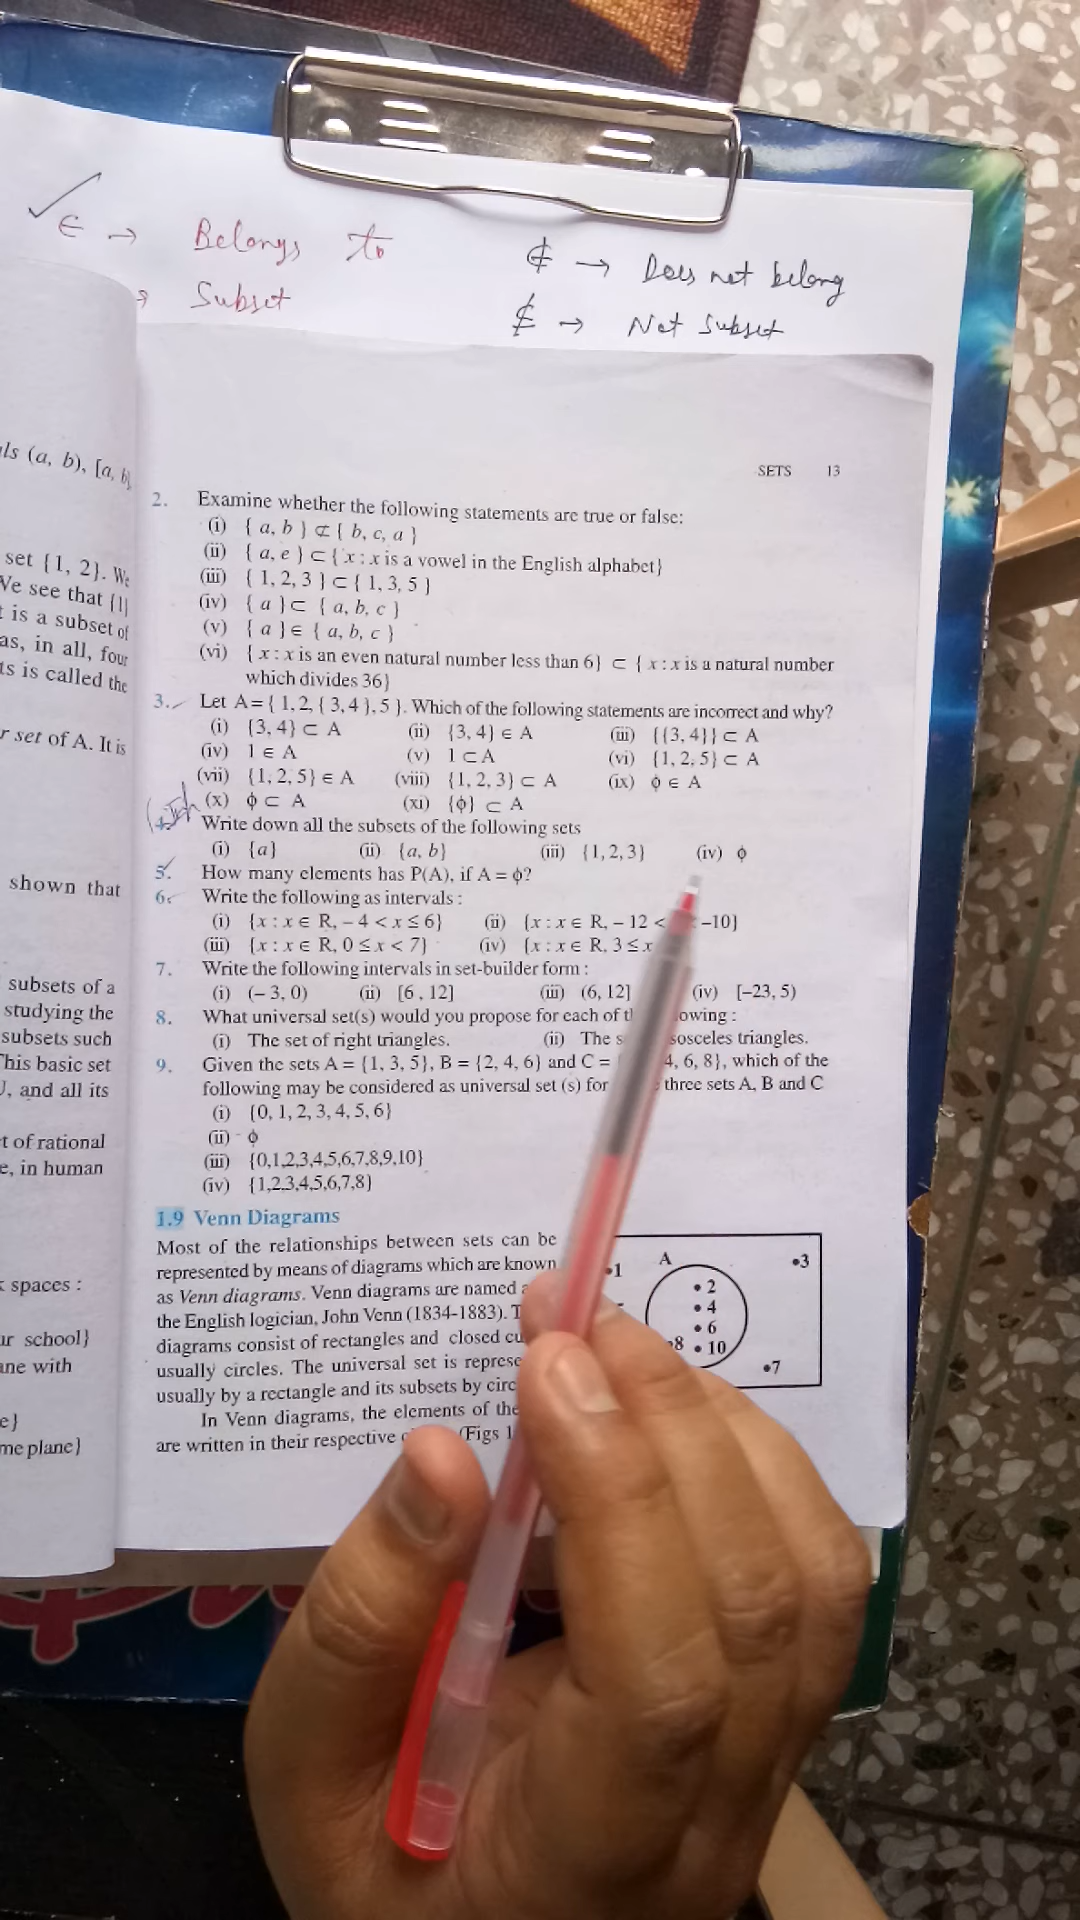 ∈ → Belongs to
⊄ → Does not belong
→ Subset
⊄ → Not Subset
ls (a, b), [a, b]
set {1, 2}. We
We see that {1}
t is a subset of
as, in all, four
ts is called the
r set of A. It is
shown that
subsets of a
studying the
subsets such
This basic set
U, and all its
t of rational
e, in human
spaces :
ur school}
ane with
e}
me plane}
SETS 13
2. Examine whether the following statements are true or false:
(i) { a, b } ⊄ { b, c, a }
(ii) { a, e } ⊂ { x : x is a vowel in the English alphabet}
(iii) { 1, 2, 3 } ⊂ { 1, 3, 5 }
(iv) { a } ⊂ { a, b, c }
(v) { a } ∈ { a, b, c }
(vi) { x : x is an even natural number less than 6} ⊂ { x : x is a natural number
which divides 36}
3. Let A = { 1, 2, { 3, 4 }, 5 }. Which of the following statements are incorrect and why?
(i) {3, 4} ⊂ A (ii) {3, 4} ∈ A (iii) {{3, 4}} ⊂ A
(iv) 1 ∈ A (v) 1 ⊂ A (vi) {1, 2, 5} ⊂ A
(vii) {1, 2, 5} ∈ A (viii) {1, 2, 3} ⊂ A (ix) φ ∈ A
(x) φ ⊂ A (xi) {φ} ⊂ A
4. Write down all the subsets of the following sets
(i) {a} (ii) {a, b} (iii) {1, 2, 3} (iv) φ
5. How many elements has P(A), if A = φ?
6. Write the following as intervals :
(i) {x : x ∈ R, – 4 < x ≤ 6} (ii) {x : x ∈ R, – 12 < –10}
(iii) {x : x ∈ R, 0 ≤ x < 7} (iv) {x : x ∈ R, 3 ≤ x
7. Write the following intervals in set-builder form :
(i) (– 3, 0) (ii) [6 , 12] (iii) (6, 12] (iv) [–23, 5)
8. What universal set(s) would you propose for each of t owing :
(i) The set of right triangles. (ii) The s sosceles triangles.
9. Given the sets A = {1, 3, 5}, B = {2, 4, 6} and C = 4, 6, 8}, which of the
following may be considered as universal set (s) for three sets A, B and C
(i) {0, 1, 2, 3, 4, 5, 6}
(ii) φ
(iii) {0,1,2,3,4,5,6,7,8,9,10}
(iv) {1,2,3,4,5,6,7,8}
1.9 Venn Diagrams
Most of the relationships between sets can be
represented by means of diagrams which are known
as Venn diagrams. Venn diagrams are named a
the English logician, John Venn (1834-1883). T
diagrams consist of rectangles and closed cu
usually circles. The universal set is represe
usually by a rectangle and its subsets by circ
In Venn diagrams, the elements of the
are written in their respective (Figs 1
A
•1
•3
• 2
• 4
• 6
8 • 10
•7